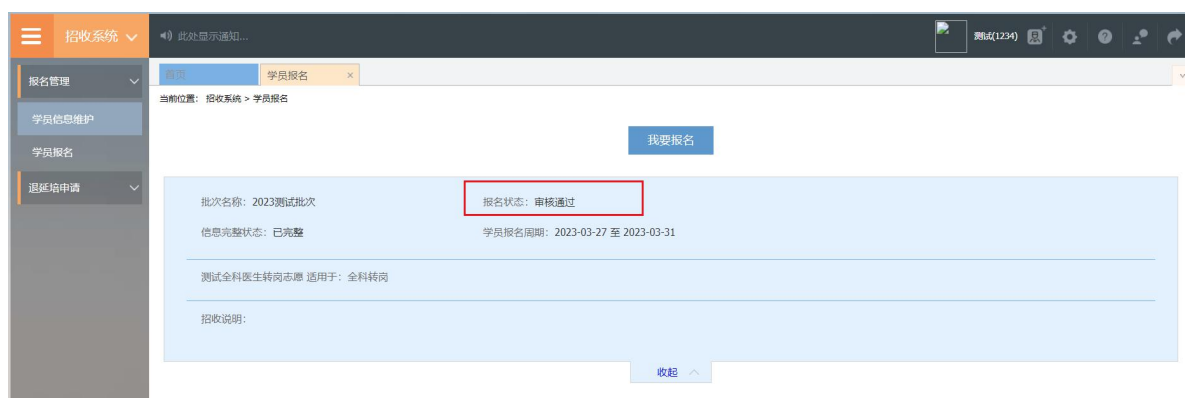 招收系统
此处显示通知...
测试(1234)
报名管理
学员信息维护
学员报名
退延培申请
首页
学员报名 ×
当前位置： 招收系统 > 学员报名
我要报名
批次名称：2023测试批次
报名状态：审核通过
信息完整状态：已完整
学员报名周期：2023-03-27 至 2023-03-31
测试全科医生转岗志愿 适用于：全科转岗
招收说明：
收起